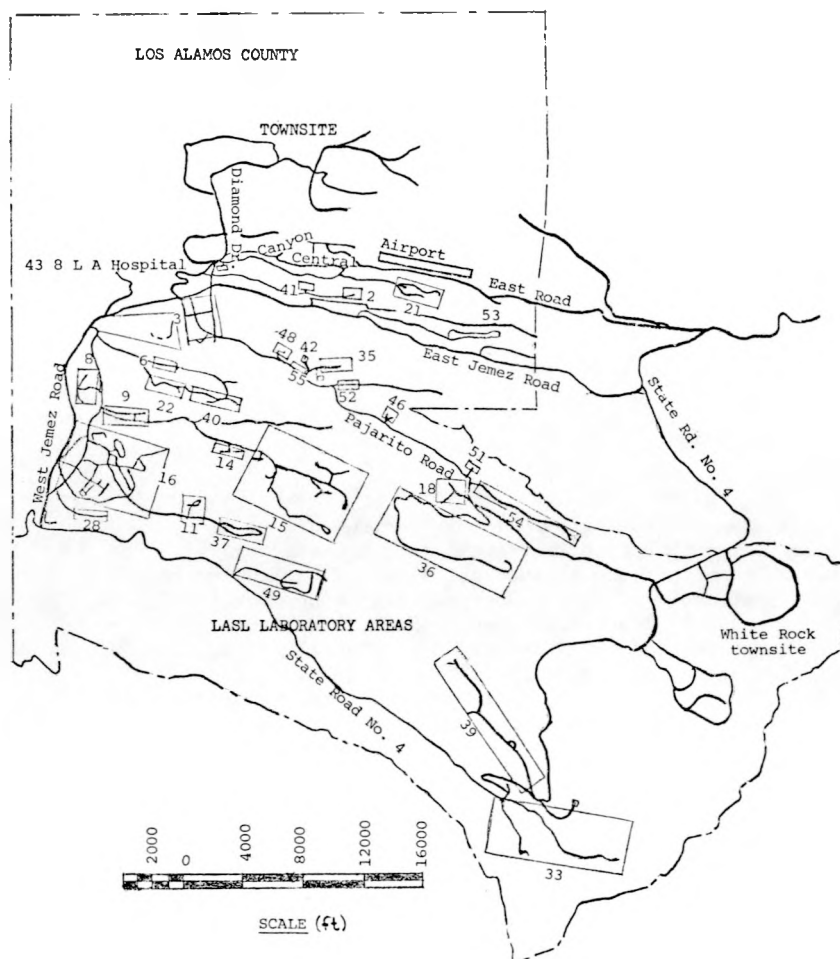 LOS ALAMOS COUNTY
TOWNSITE
Diamond Dr.
Canyon
Central
Airport
43 & L A Hospital
East Road
41
2
21
53
3
48
42
35
East Jemez Road
8
6
55
52
State Rd. No. 4
West Jemez Road
9
22
40
46
Pajarito Road
51
14
16
18
28
11
15
54
37
36
49
LASL LABORATORY AREAS
White Rock
townsite
State Road No. 4
39
33
2000
0
4000
8000
12000
16000
SCALE (ft)